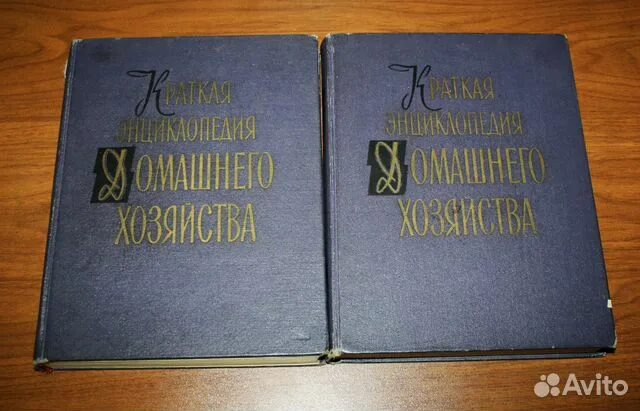 КРАТКАЯ
ЭНЦИКЛОПЕДИЯ
ДОМАШНЕГО
ХОЗЯЙСТВА
КРАТКАЯ
ЭНЦИКЛОПЕДИЯ
ДОМАШНЕГО
ХОЗЯЙСТВА
Avito